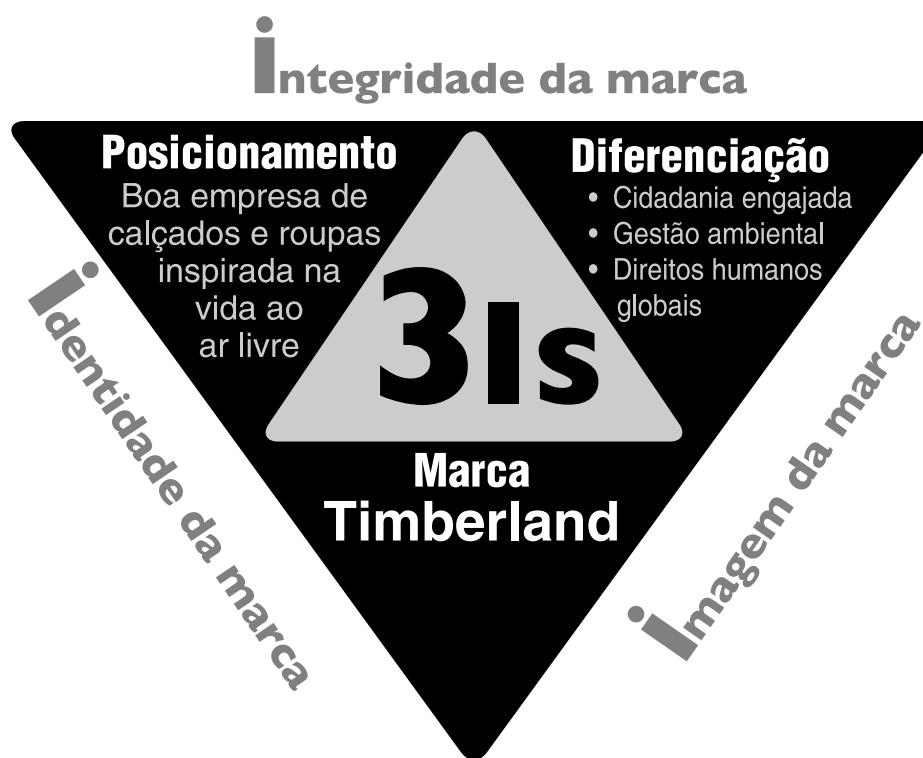 Integridade da marca
Posicionamento
Boa empresa de
calçados e roupas
inspirada na
vida ao
ar livre
Diferenciação
• Cidadania engajada
• Gestão ambiental
• Direitos humanos
globais
3Is
Marca
Timberland
Identidade da marca
Imagem da marca